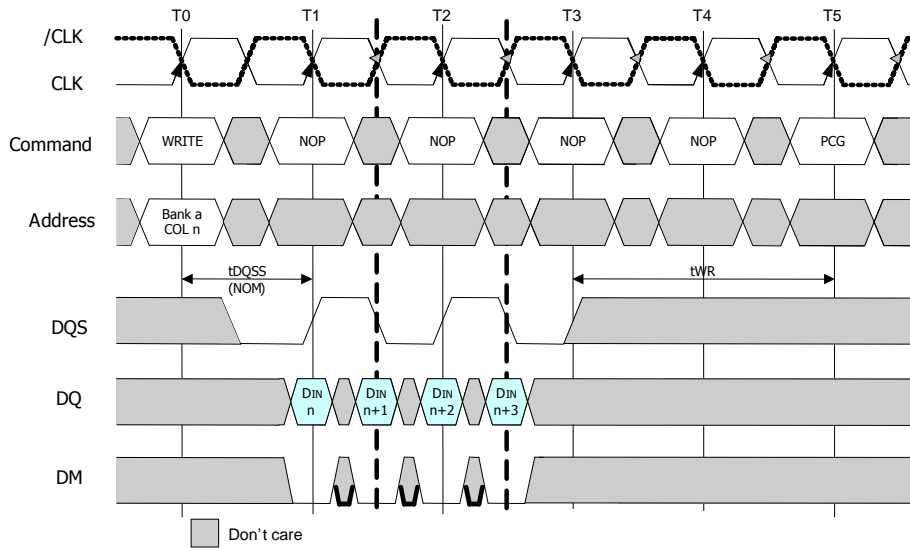 T0 T1 T2 T3 T4 T5
/CLK
CLK
Command WRITE NOP NOP NOP NOP PCG
Address Bank a
COL n
tDQSS
(NOM)
tWR
DQS
DQ DIN
n DIN
n+1 DIN
n+2 DIN
n+3
DM
Don't care